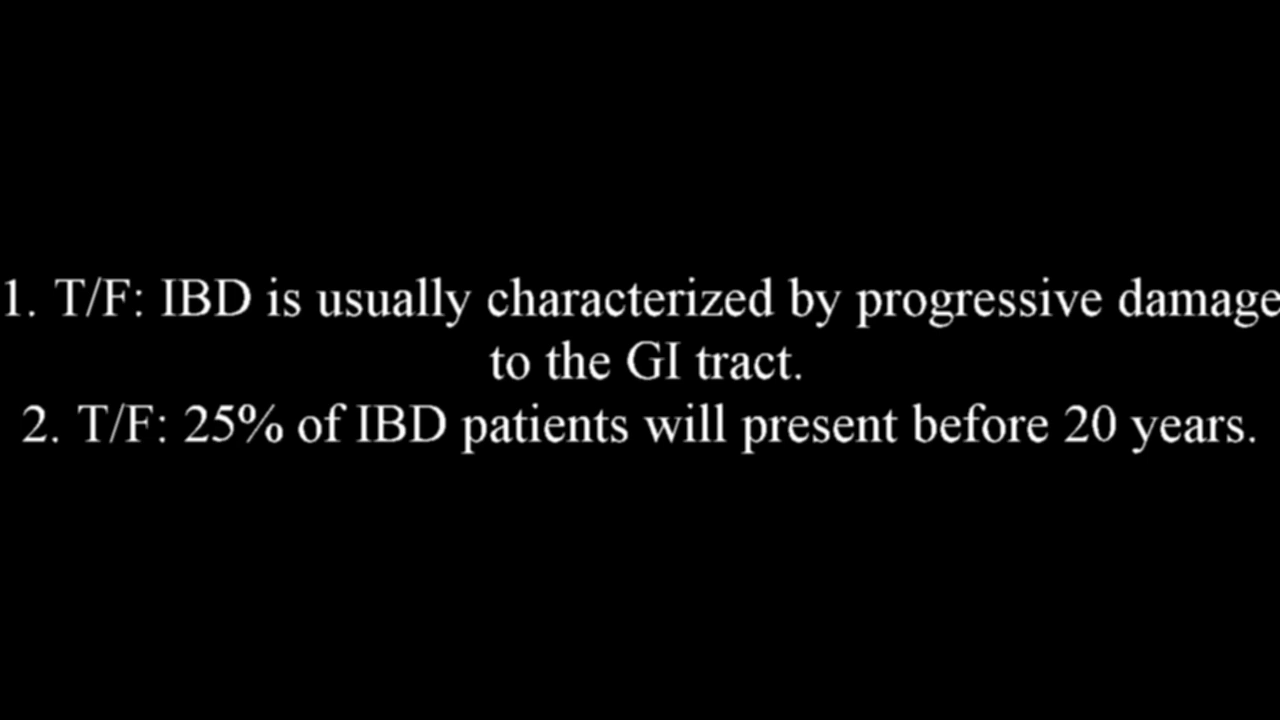 1. T/F: IBD is usually characterized by progressive damage
to the GI tract.
2. T/F: 25% of IBD patients will present before 20 years.